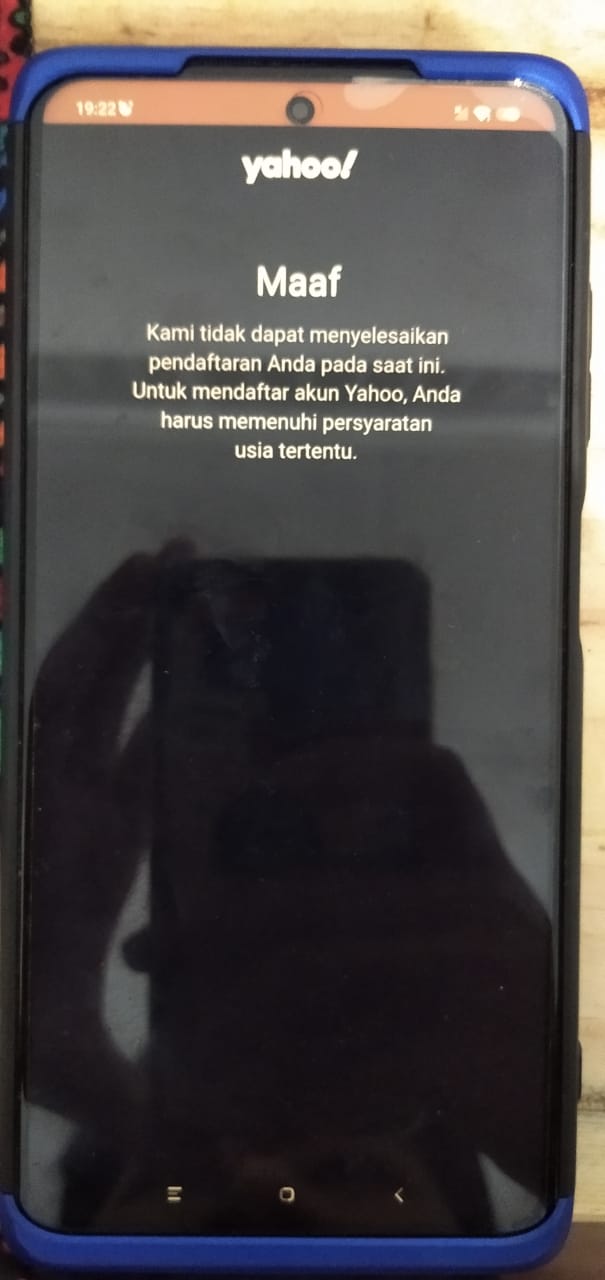 19:22
yahoo!
Maaf
Kami tidak dapat menyelesaikan
pendaftaran Anda pada saat ini.
Untuk mendaftar akun Yahoo, Anda
harus memenuhi persyaratan
usia tertentu.